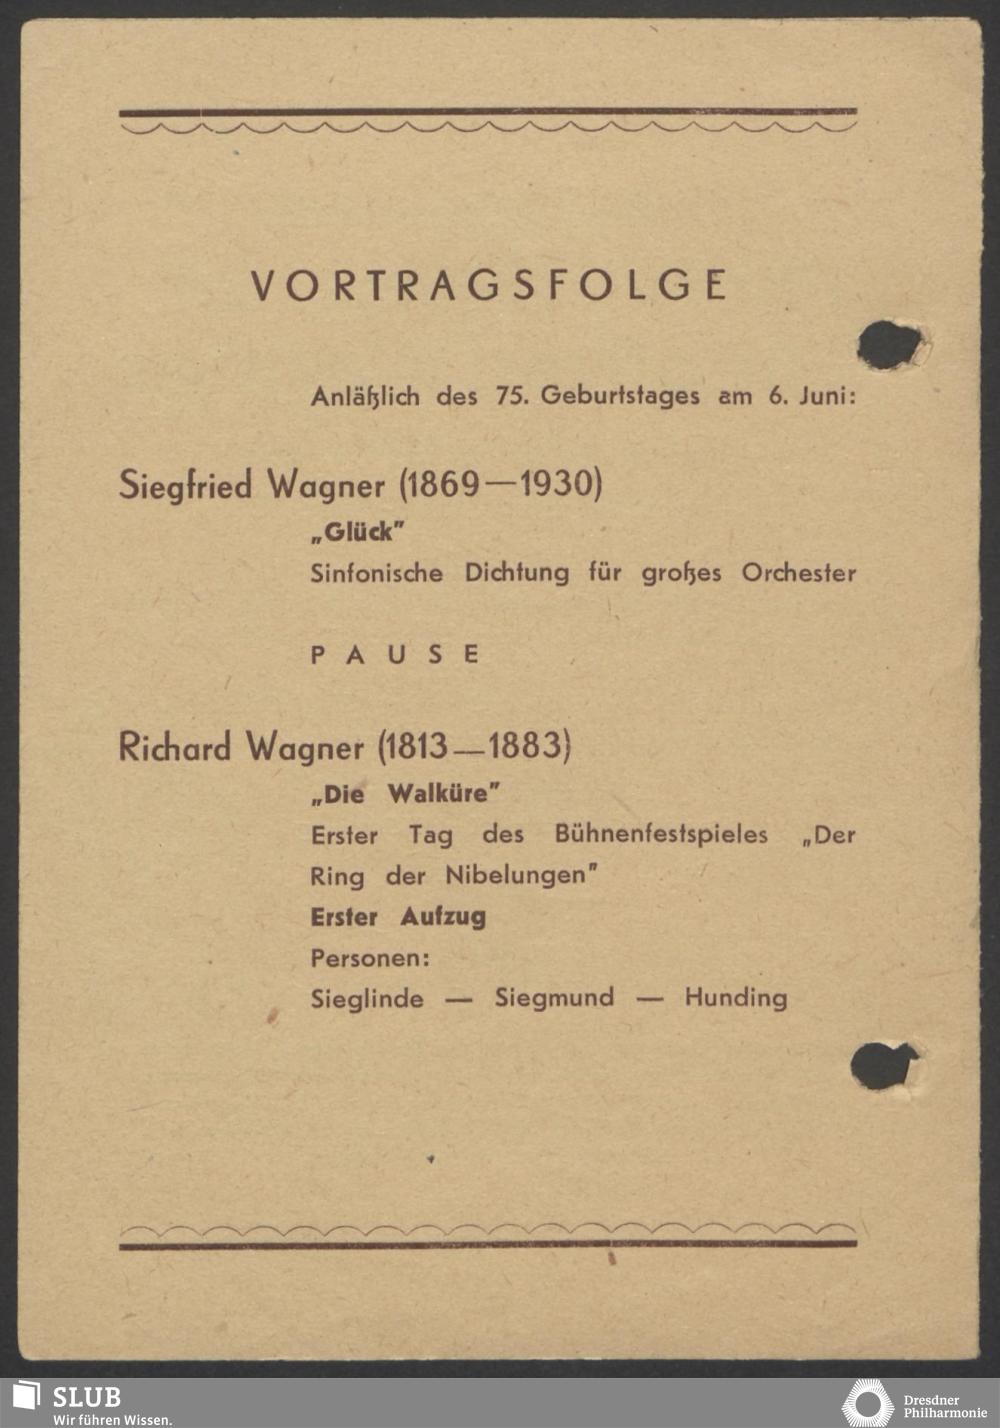 VORTRAGSFOLGE
Anläßlich des 75. Geburtstages am 6. Juni:
Siegfried Wagner (1869—1930)
„Glück”
Sinfonische Dichtung für großes Orchester
PAUSE
Richard Wagner (1813—1883)
„Die Walküre”
Erster Tag des Bühnenfestspieles „Der
Ring der Nibelungen”
Erster Aufzug
Personen:
Sieglinde — Siegmund — Hunding
SLUB
Wir führen Wissen.
Dresdner
Philharmonie